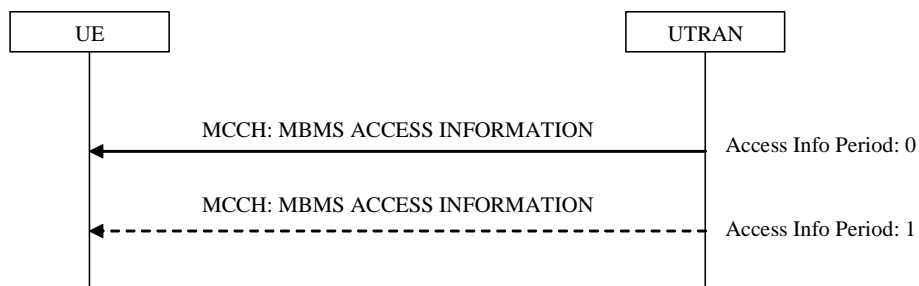 UE
UTRAN
MCCH: MBMS ACCESS INFORMATION
Access Info Period: 0
MCCH: MBMS ACCESS INFORMATION
Access Info Period: 1